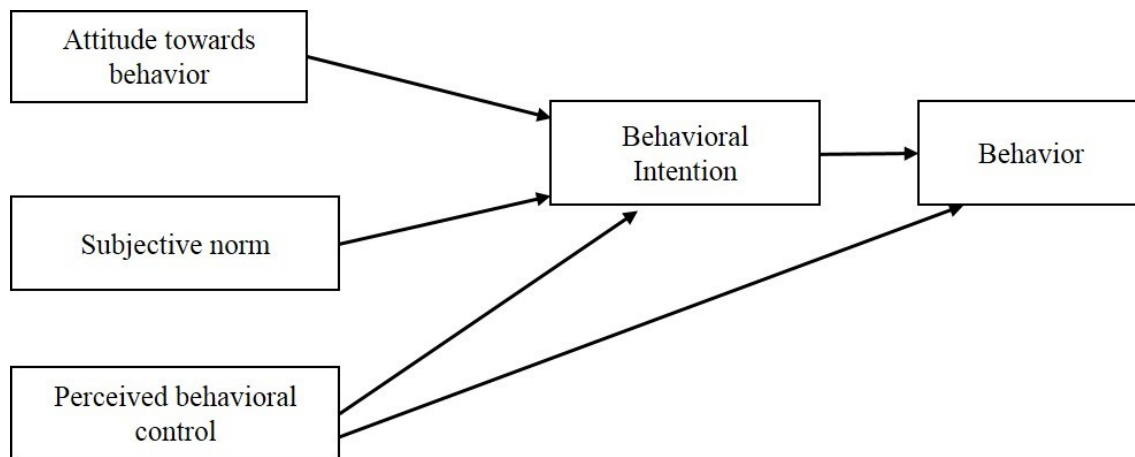 Attitude towards
behavior
Behavioral
Intention
Behavior
Subjective norm
Perceived behavioral
control